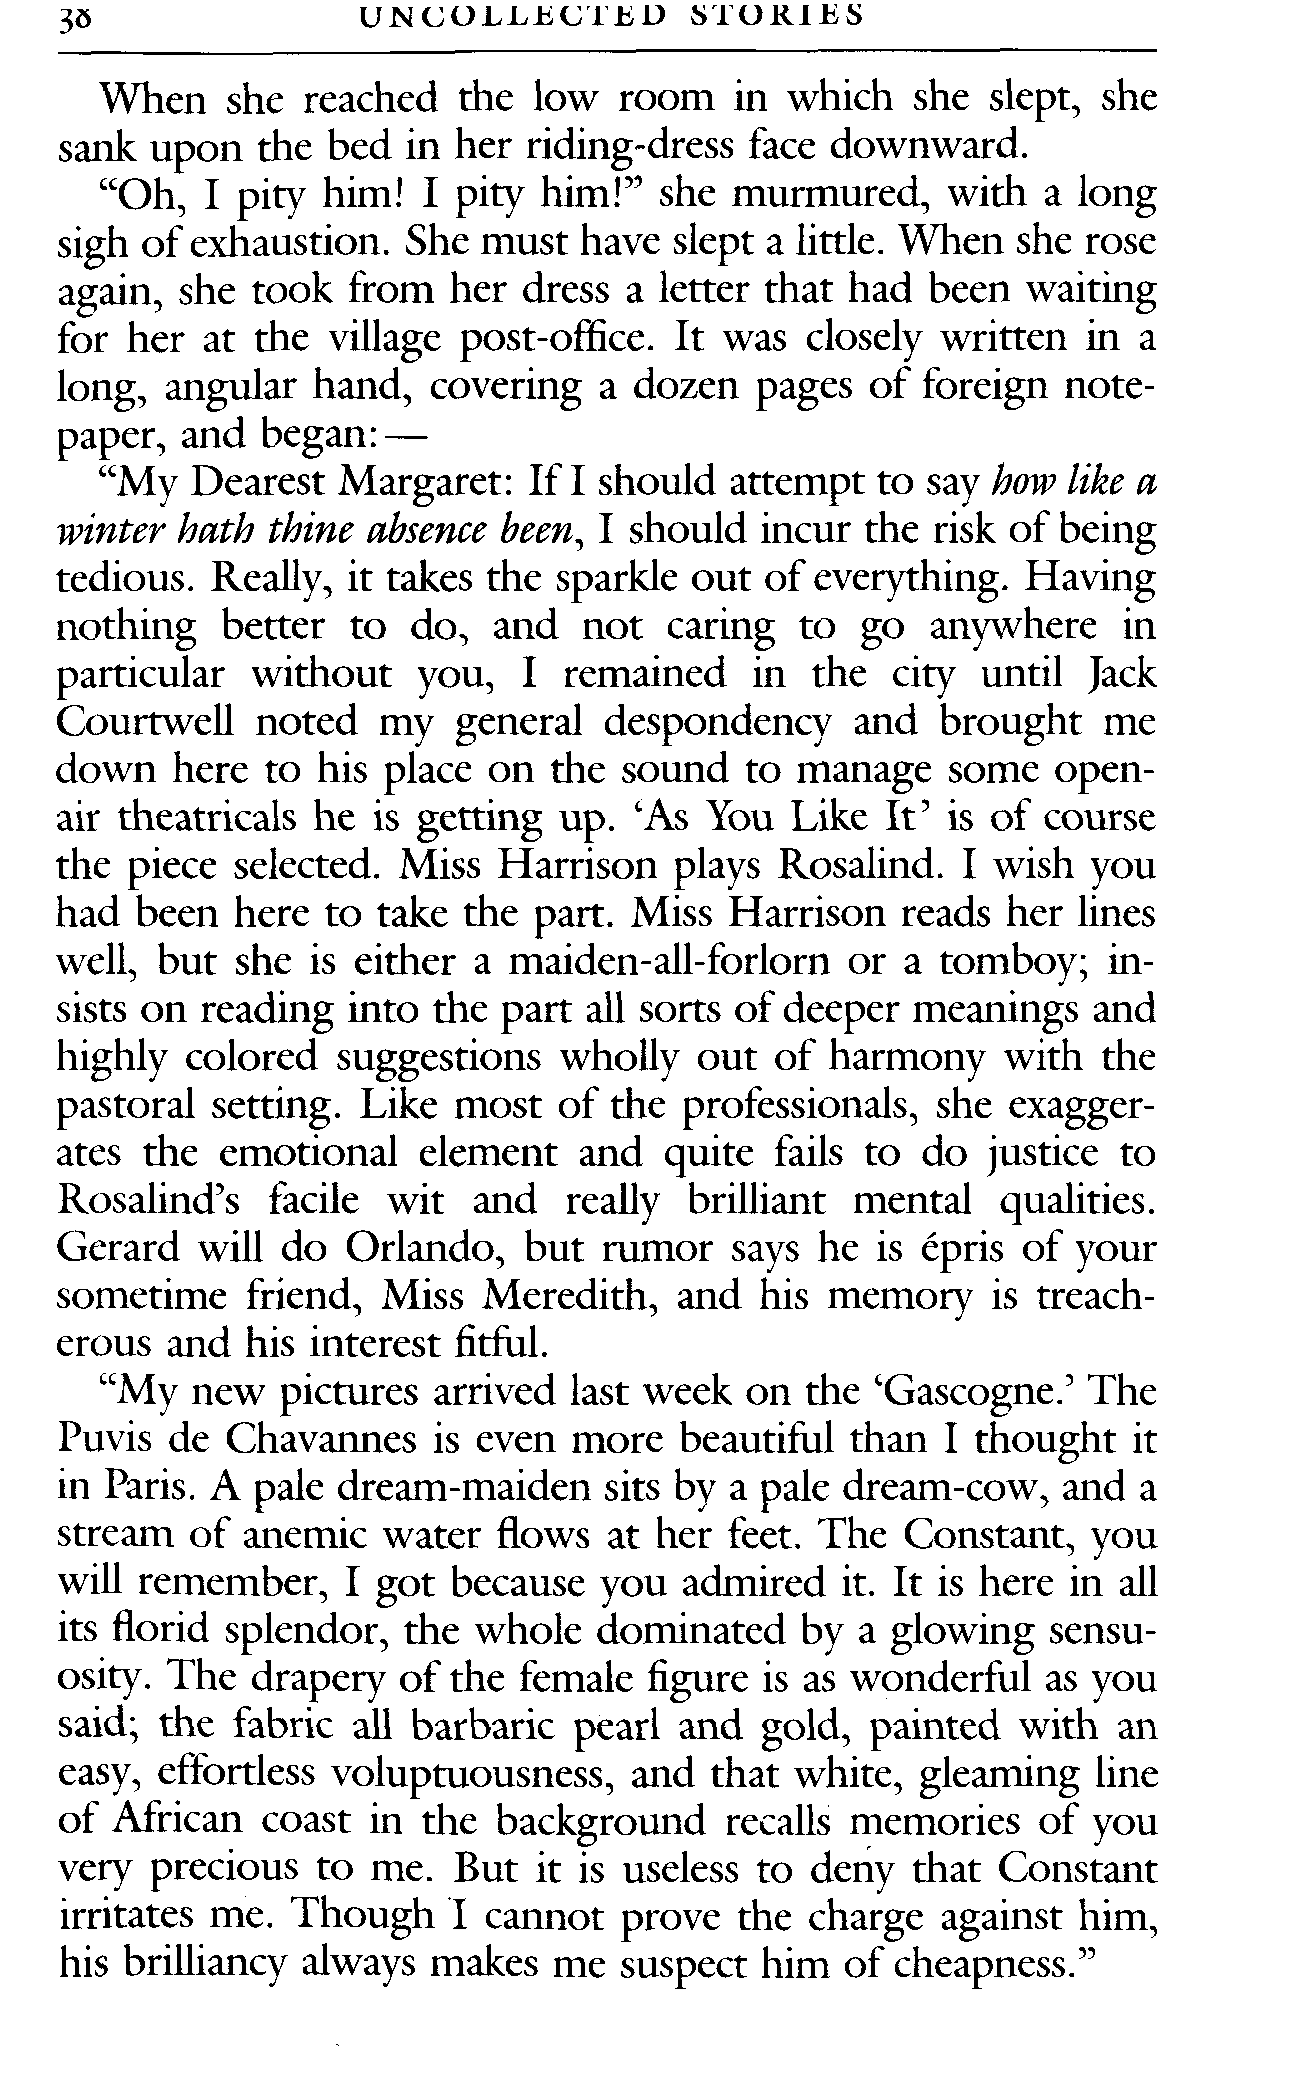 38 UNCOLLECTED STORIES
When she reached the low room in which she slept, she
sank upon the bed in her riding-dress face downward.
“Oh, I pity him! I pity him!” she murmured, with a long
sigh of exhaustion. She must have slept a little. When she rose
again, she took from her dress a letter that had been waiting
for her at the village post-office. It was closely written in a
long, angular hand, covering a dozen pages of foreign note-
paper, and began:—
“My Dearest Margaret: If I should attempt to say how like a
winter hath thine absence been, I should incur the risk of being
tedious. Really, it takes the sparkle out of everything. Having
nothing better to do, and not caring to go anywhere in
particular without you, I remained in the city until Jack
Courtwell noted my general despondency and brought me
down here to his place on the sound to manage some open-
air theatricals he is getting up. ‘As You Like It’ is of course
the piece selected. Miss Harrison plays Rosalind. I wish you
had been here to take the part. Miss Harrison reads her lines
well, but she is either a maiden-all-forlorn or a tomboy; in-
sists on reading into the part all sorts of deeper meanings and
highly colored suggestions wholly out of harmony with the
pastoral setting. Like most of the professionals, she exagger-
ates the emotional element and quite fails to do justice to
Rosalind’s facile wit and really brilliant mental qualities.
Gerard will do Orlando, but rumor says he is épris of your
sometime friend, Miss Meredith, and his memory is treach-
erous and his interest fitful.
“My new pictures arrived last week on the ‘Gascogne.’ The
Puvis de Chavannes is even more beautiful than I thought it
in Paris. A pale dream-maiden sits by a pale dream-cow, and a
stream of anemic water flows at her feet. The Constant, you
will remember, I got because you admired it. It is here in all
its florid splendor, the whole dominated by a glowing sensu-
osity. The drapery of the female figure is as wonderful as you
said; the fabric all barbaric pearl and gold, painted with an
easy, effortless voluptuousness, and that white, gleaming line
of African coast in the background recalls memories of you
very precious to me. But it is useless to deny that Constant
irritates me. Though I cannot prove the charge against him,
his brilliancy always makes me suspect him of cheapness.”